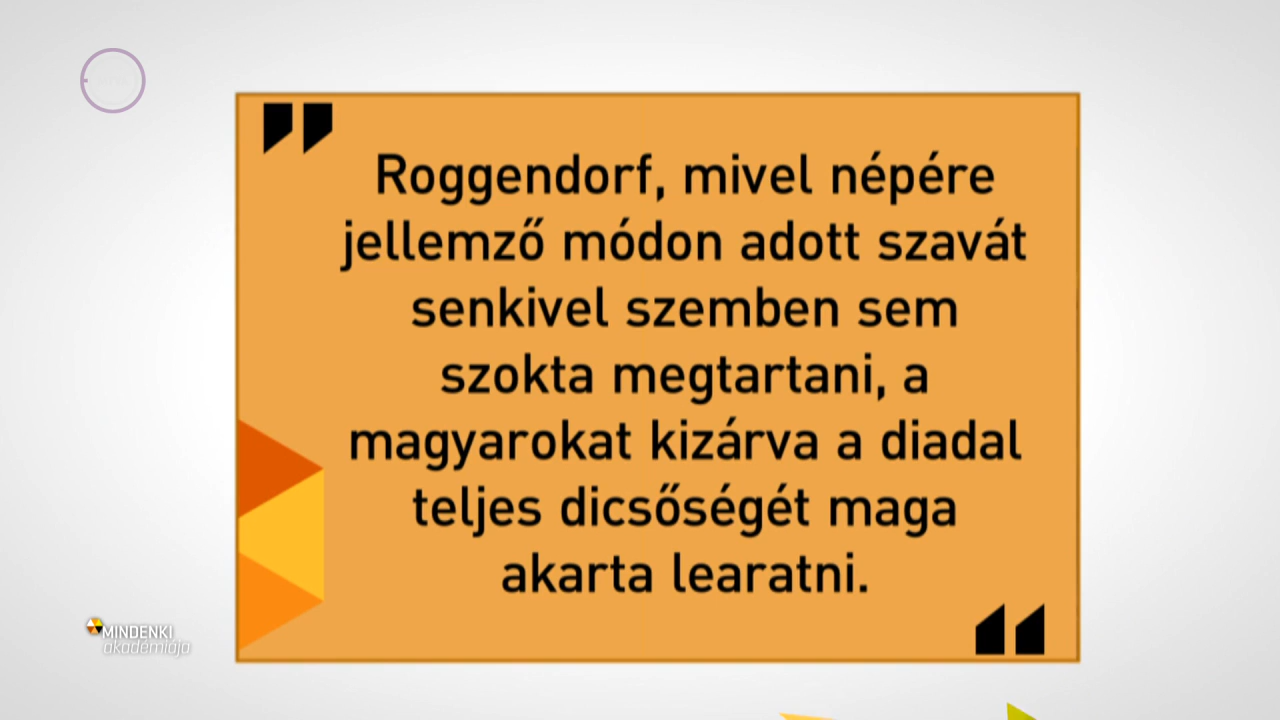 Roggendorf, mivel népére
jellemző módon adott szavát
senkivel szemben sem
szokta megtartani, a
magyarokat kizárva a diadal
teljes dicsőségét maga
akarta learatni.
MINDENKI
akadémiája